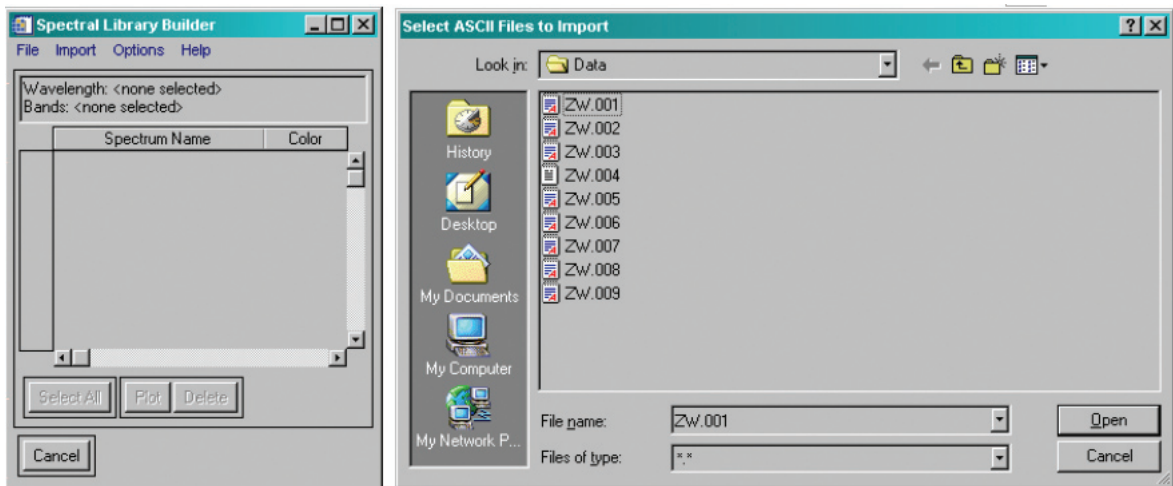 Spectral Library Builder
File Import Options Help
Wavelength: <none selected>
Bands: <none selected>
Spectrum Name Color
Select All Plot Delete
Cancel
Select ASCII Files to Import
Look in: Data
History
Desktop
My Documents
My Computer
My Network P...
ZW.001
ZW.002
ZW.003
ZW.004
ZW.005
ZW.006
ZW.007
ZW.008
ZW.009
File name: ZW.001 Open
Files of type: *.* Cancel